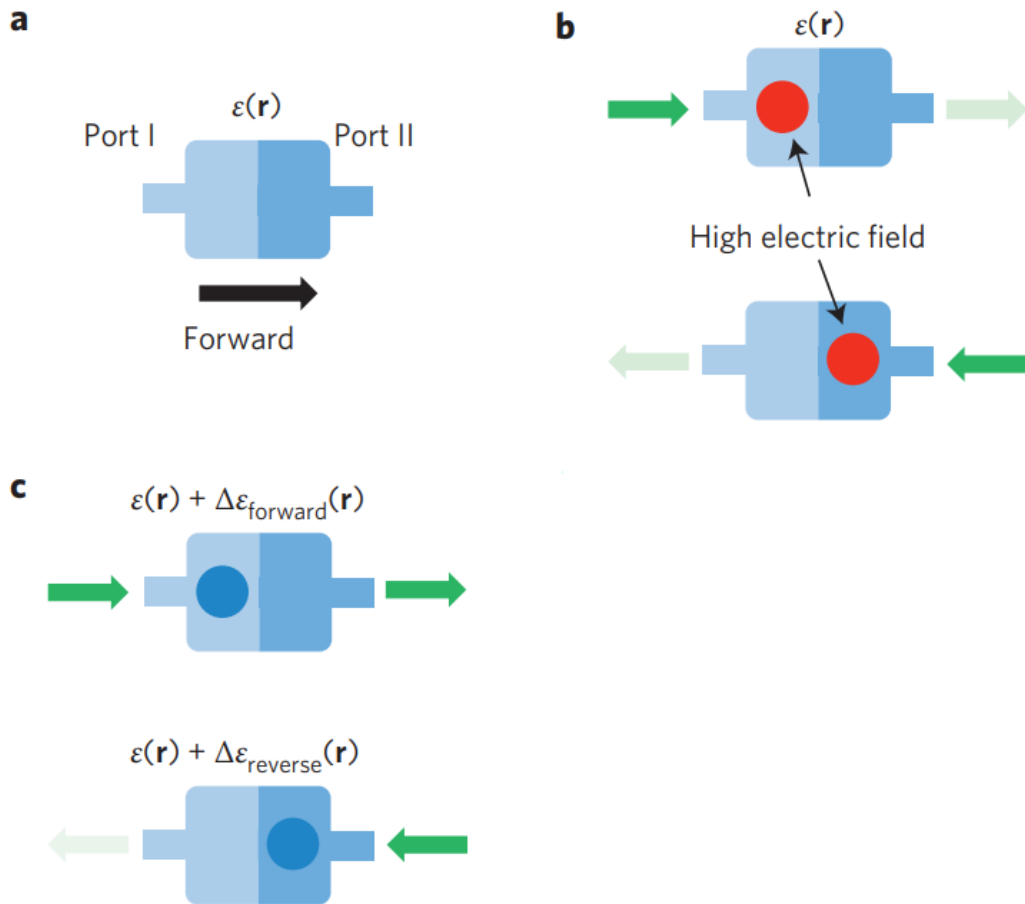 a
ε(r)
Port I
Port II
Forward
b
ε(r)
High electric field
c
ε(r) + Δε_forward(r)
ε(r) + Δε_reverse(r)